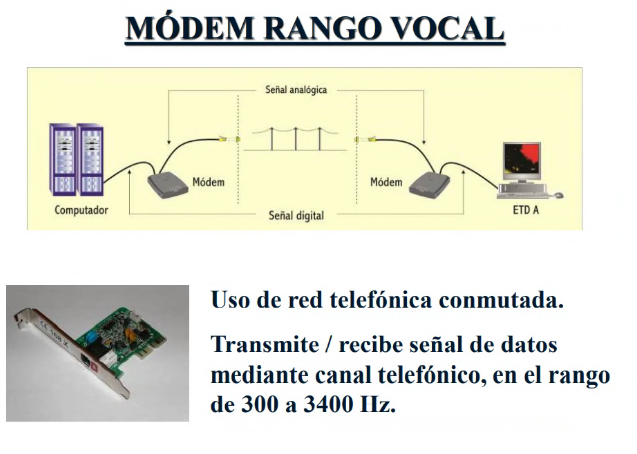 MÓDEM RANGO VOCAL
Señal analógica
Módem
Módem
Computador
Señal digital
ETD A
Uso de red telefónica conmutada.
Transmite / recibe señal de datos
mediante canal telefónico, en el rango
de 300 a 3400 Hz.